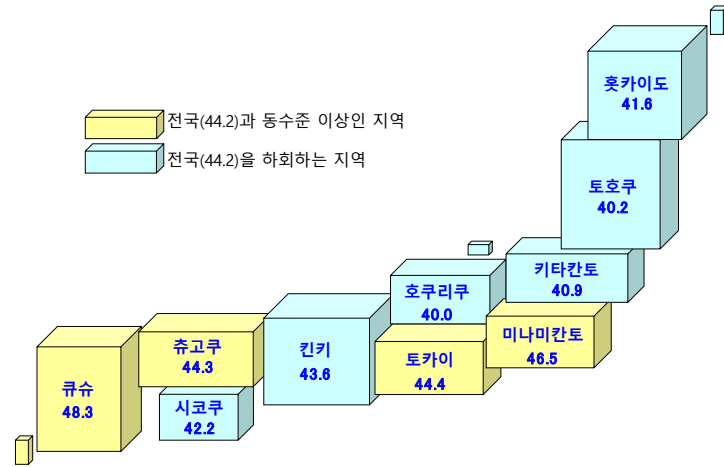 홋카이도
41.6
전국(44.2)과 동수준 이상인 지역
전국(44.2)을 하회하는 지역
토호쿠
40.2
키타칸토
40.9
호쿠리쿠
40.0
미나미칸토
46.5
츄고쿠
44.3
킨키
43.6
토카이
44.4
큐슈
48.3
시코쿠
42.2